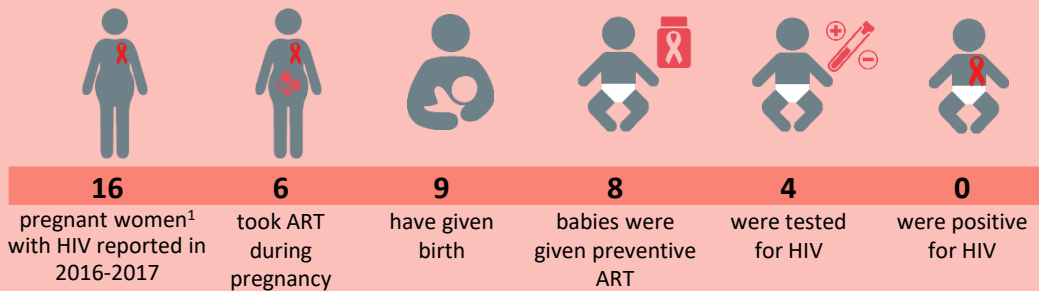 16
pregnant women1
with HIV reported in
2016-2017
6
took ART
during
pregnancy
9
have given
birth
8
babies were
given preventive
ART
4
were tested
for HIV
0
were positive
for HIV